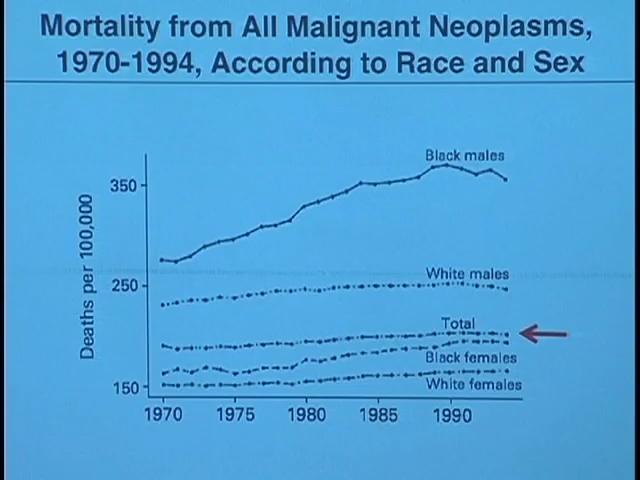 Mortality from All Malignant Neoplasms,
1970-1994, According to Race and Sex
Deaths per 100,000
350
250
150
Black males
White males
Total
Black females
White females
1970 1975 1980 1985 1990